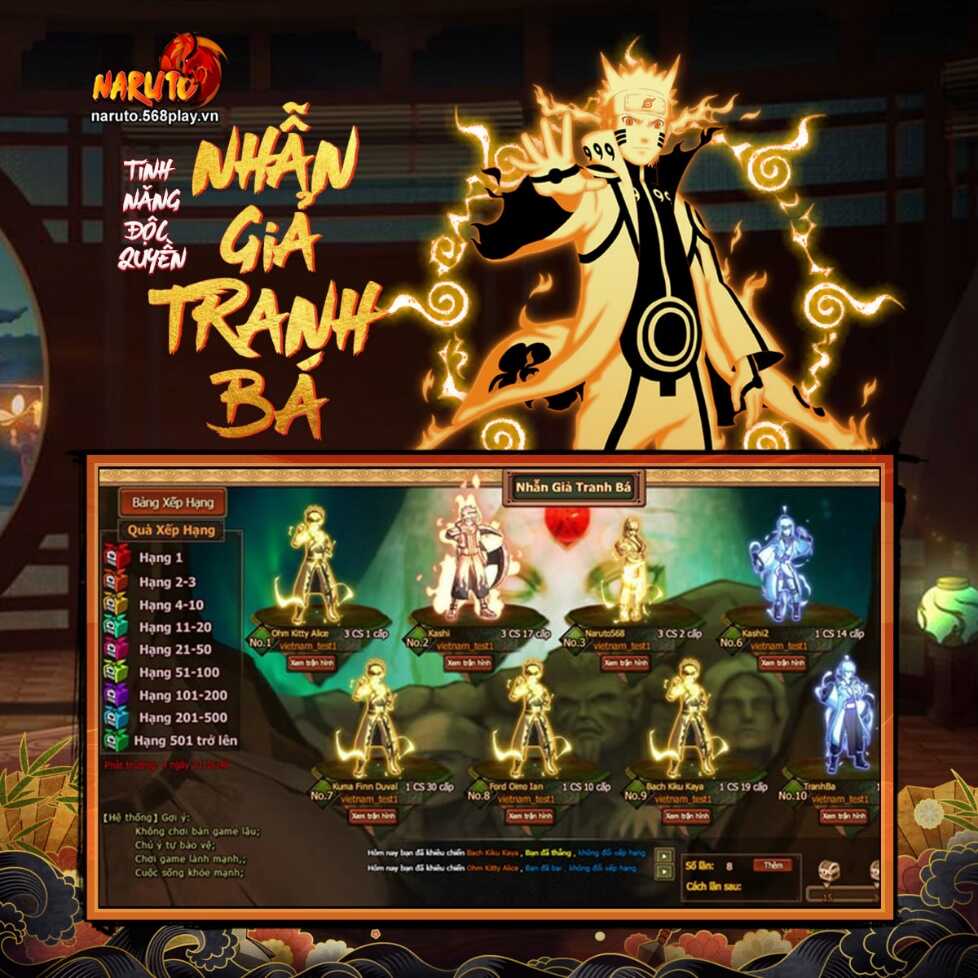 NARUTO
naruto.568play.vn
TÍNH
NĂNG
ĐỘC
QUYỀN
NHẪN
GIẢ
TRANH
BÁ
Nhẫn Giả Tranh Bá
Bảng Xếp Hạng
Quà Xếp Hạng
Hạng 1
Hạng 2-3
Hạng 4-10
Hạng 11-20
Hạng 21-50
Hạng 51-100
Hạng 101-200
Hạng 201-500
Hạng 501 trở lên
No.1 Ohm Kitty Alice 3 CS 1 cấp
vietnam_test1
Xem trận hình
No.2 Kashi 3 CS 17 cấp
vietnam_test1
Xem trận hình
No.3 Naruto568 3 CS 2 cấp
vietnam_test1
Xem trận hình
No.6 Kashi2 1 CS 14 cấp
vietnam_test1
Xem trận hình
No.7 Kuma Finn Duval 1 CS 30 cấp
vietnam_test1
Xem trận hình
No.8 Ford Oimo Ian 1 CS 10 cấp
vietnam_test1
Xem trận hình
No.9 Bach Kiku Kaya 1 CS 19 cấp
vietnam_test1
Xem trận hình
No.10 TranhBa
vietnam_test1
Xem trận hình
[Hệ thống] Gợi ý:
Không chơi bản game lậu;
Chú ý tự bảo vệ;
Chơi game lành mạnh,;
Cuộc sống khỏe mạnh;
Hôm nay bạn đã khiêu chiến Bach Kiku Kaya , Bạn đã thắng , không đổi xếp hạng
Hôm nay bạn đã khiêu chiến Ohm Kitty Alice , Bạn đã bại , không đổi xếp hạng
Số lần: 8 Thêm
Cách lần sau:
15